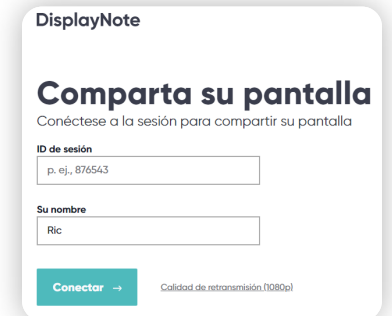 DisplayNote
Comparta su pantalla
Conéctese a la sesión para compartir su pantalla
ID de sesión
p. ej., 876543
Su nombre
Ric
Conectar →
Calidad de retransmisión (1080p)